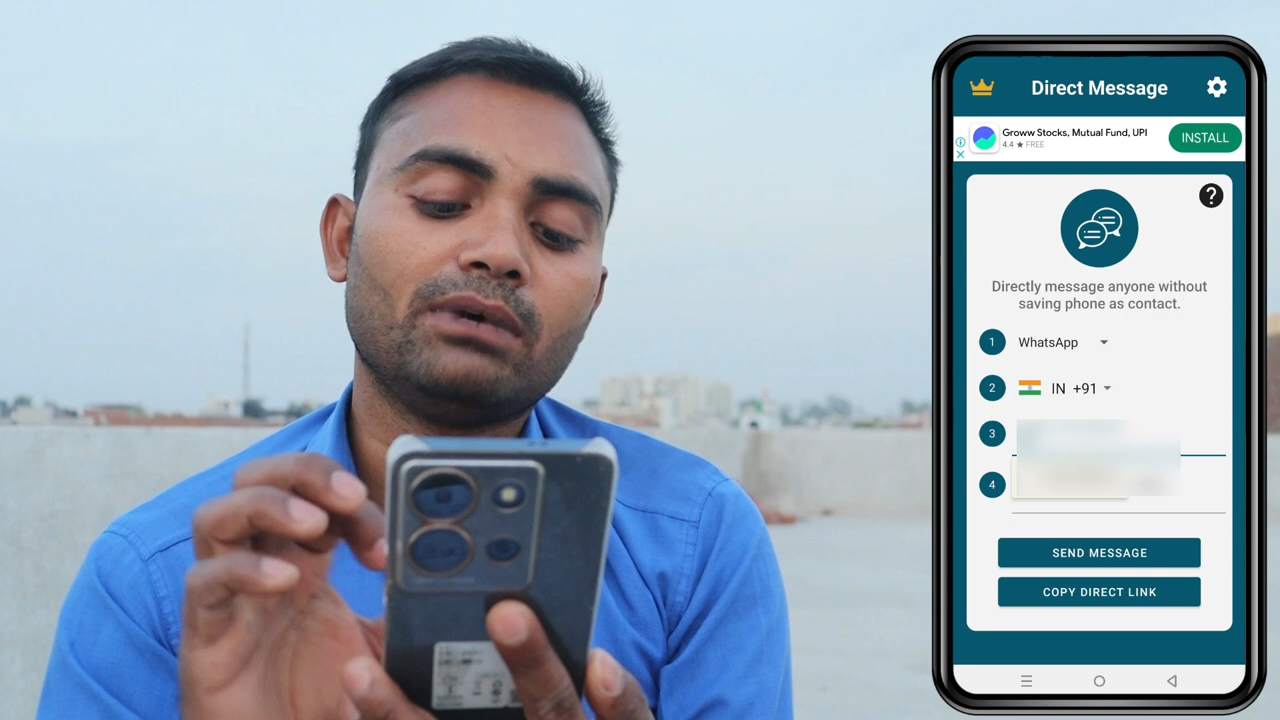 Direct Message
Groww Stocks, Mutual Fund, UPI
4.4 ★ FREE
INSTALL
?
Directly message anyone without
saving phone as contact.
1 WhatsApp
2 IN +91
3
4
SEND MESSAGE
COPY DIRECT LINK